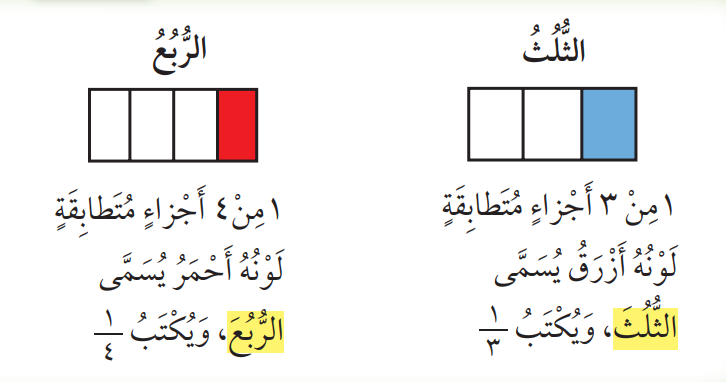 الثُّلُثُ
١ مِنْ ٣ أَجْزاءٍ مُتَطابِقَةٍ
لَوْنُهُ أَزْرَقُ يُسَمَّى
الثُّلُثَ، وَيُكْتَبُ ١/٣
الرُّبُعُ
١ مِنْ ٤ أَجْزاءٍ مُتَطابِقَةٍ
لَوْنُهُ أَحْمَرُ يُسَمَّى
الرُّبُعَ، وَيُكْتَبُ ١/٤